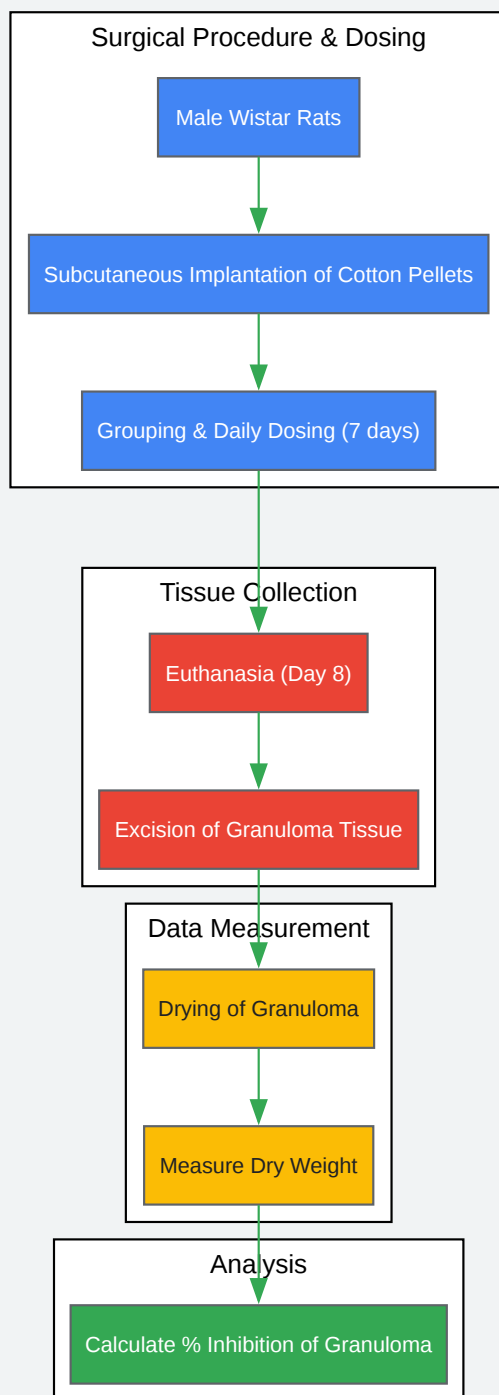 Surgical Procedure & Dosing
Male Wistar Rats
Subcutaneous Implantation of Cotton Pellets
Grouping & Daily Dosing (7 days)
Tissue Collection
Euthanasia (Day 8)
Excision of Granuloma Tissue
Data Measurement
Drying of Granuloma
Measure Dry Weight
Analysis
Calculate % Inhibition of Granuloma